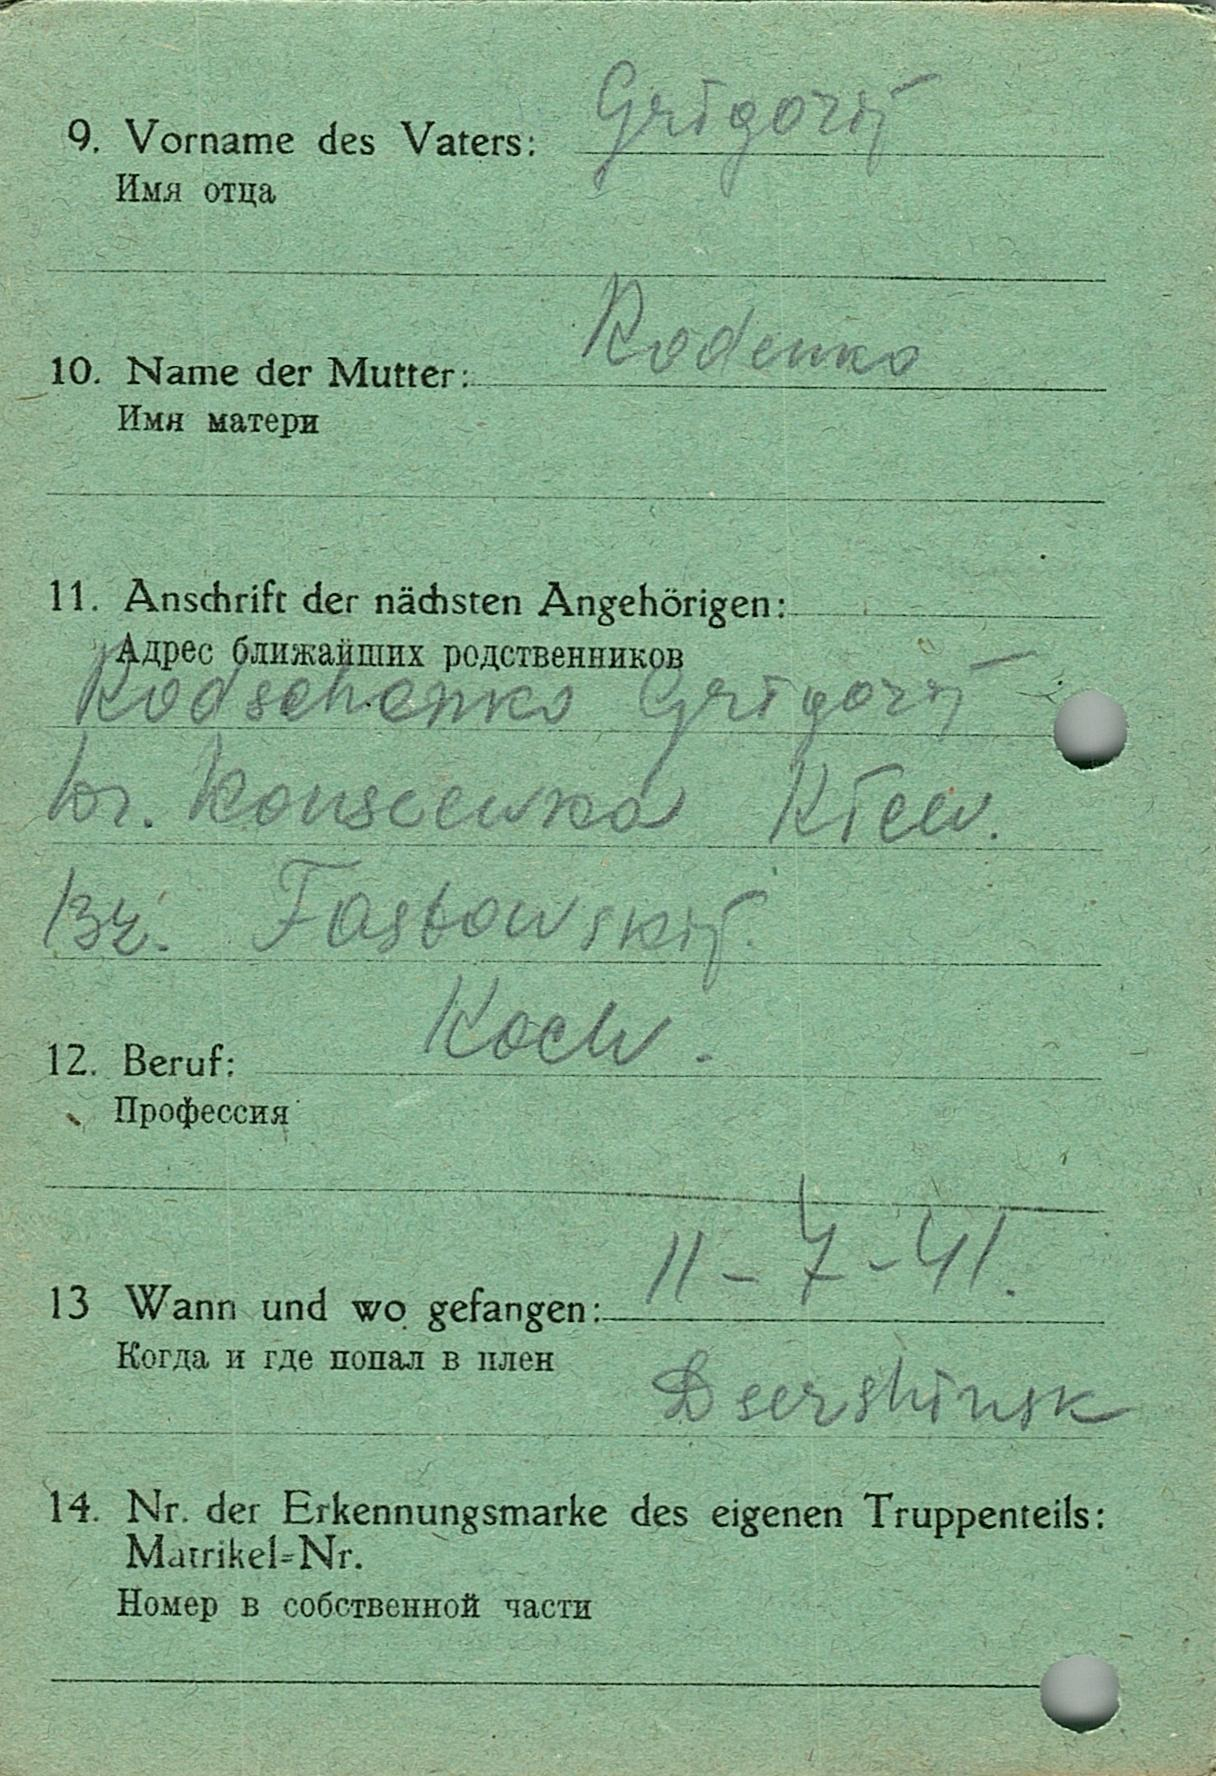 9. Vorname des Vaters: Grigorij
Имя отца
10. Name der Mutter: Rodenko
Имя матери
11. Anschrift der nächsten Angehörigen:
Адрес ближайших родственников
Rodschenko Grigorij
Kiew.
Fastowskij.
12. Beruf: Koch.
Профессия
13 Wann und wo gefangen: 11-7-41.
Когда и где попал в плен
Dsershinsk
14. Nr. der Erkennungsmarke des eigenen Truppenteils:
Matrikel=Nr.
Номер в собственной части